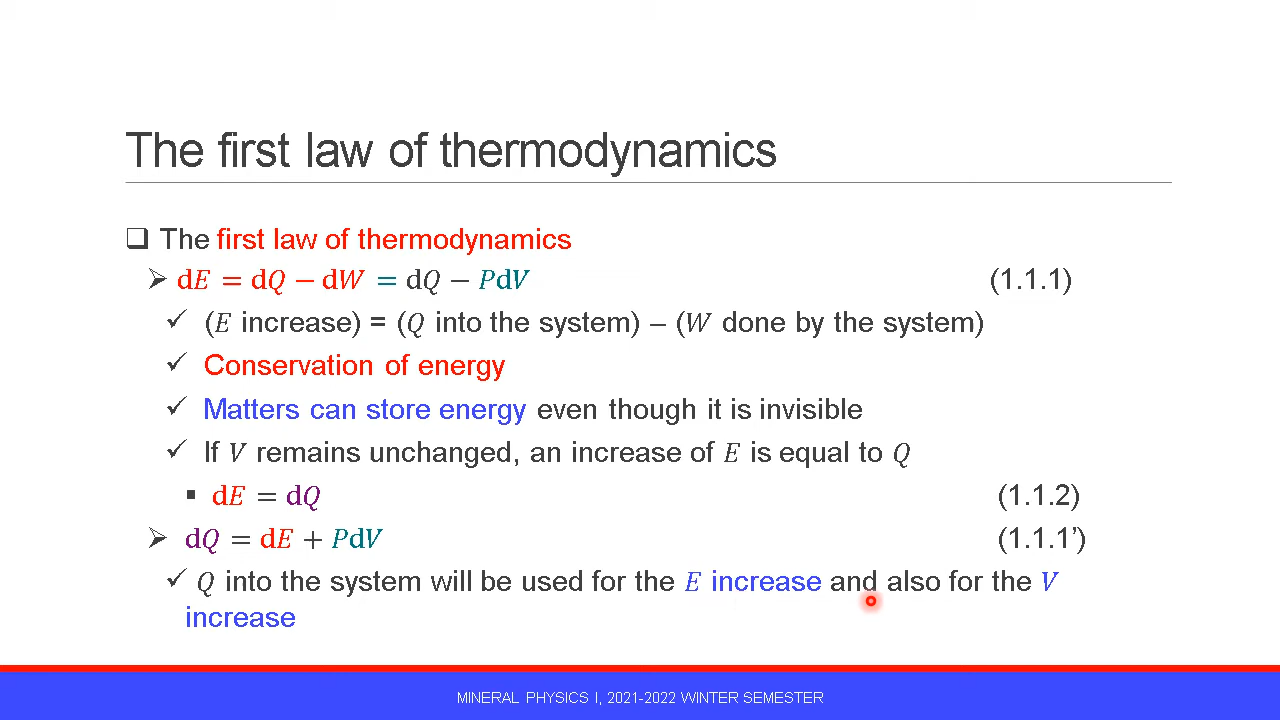 The first law of thermodynamics
❑ The first law of thermodynamics
➢ dE = dQ − dW = dQ − PdV (1.1.1)
✓ (E increase) = (Q into the system) – (W done by the system)
✓ Conservation of energy
✓ Matters can store energy even though it is invisible
✓ If V remains unchanged, an increase of E is equal to Q
▪ dE = dQ (1.1.2)
➢ dQ = dE + PdV (1.1.1’)
✓ Q into the system will be used for the E increase and also for the V
increase
MINERAL PHYSICS I, 2021-2022 WINTER SEMESTER